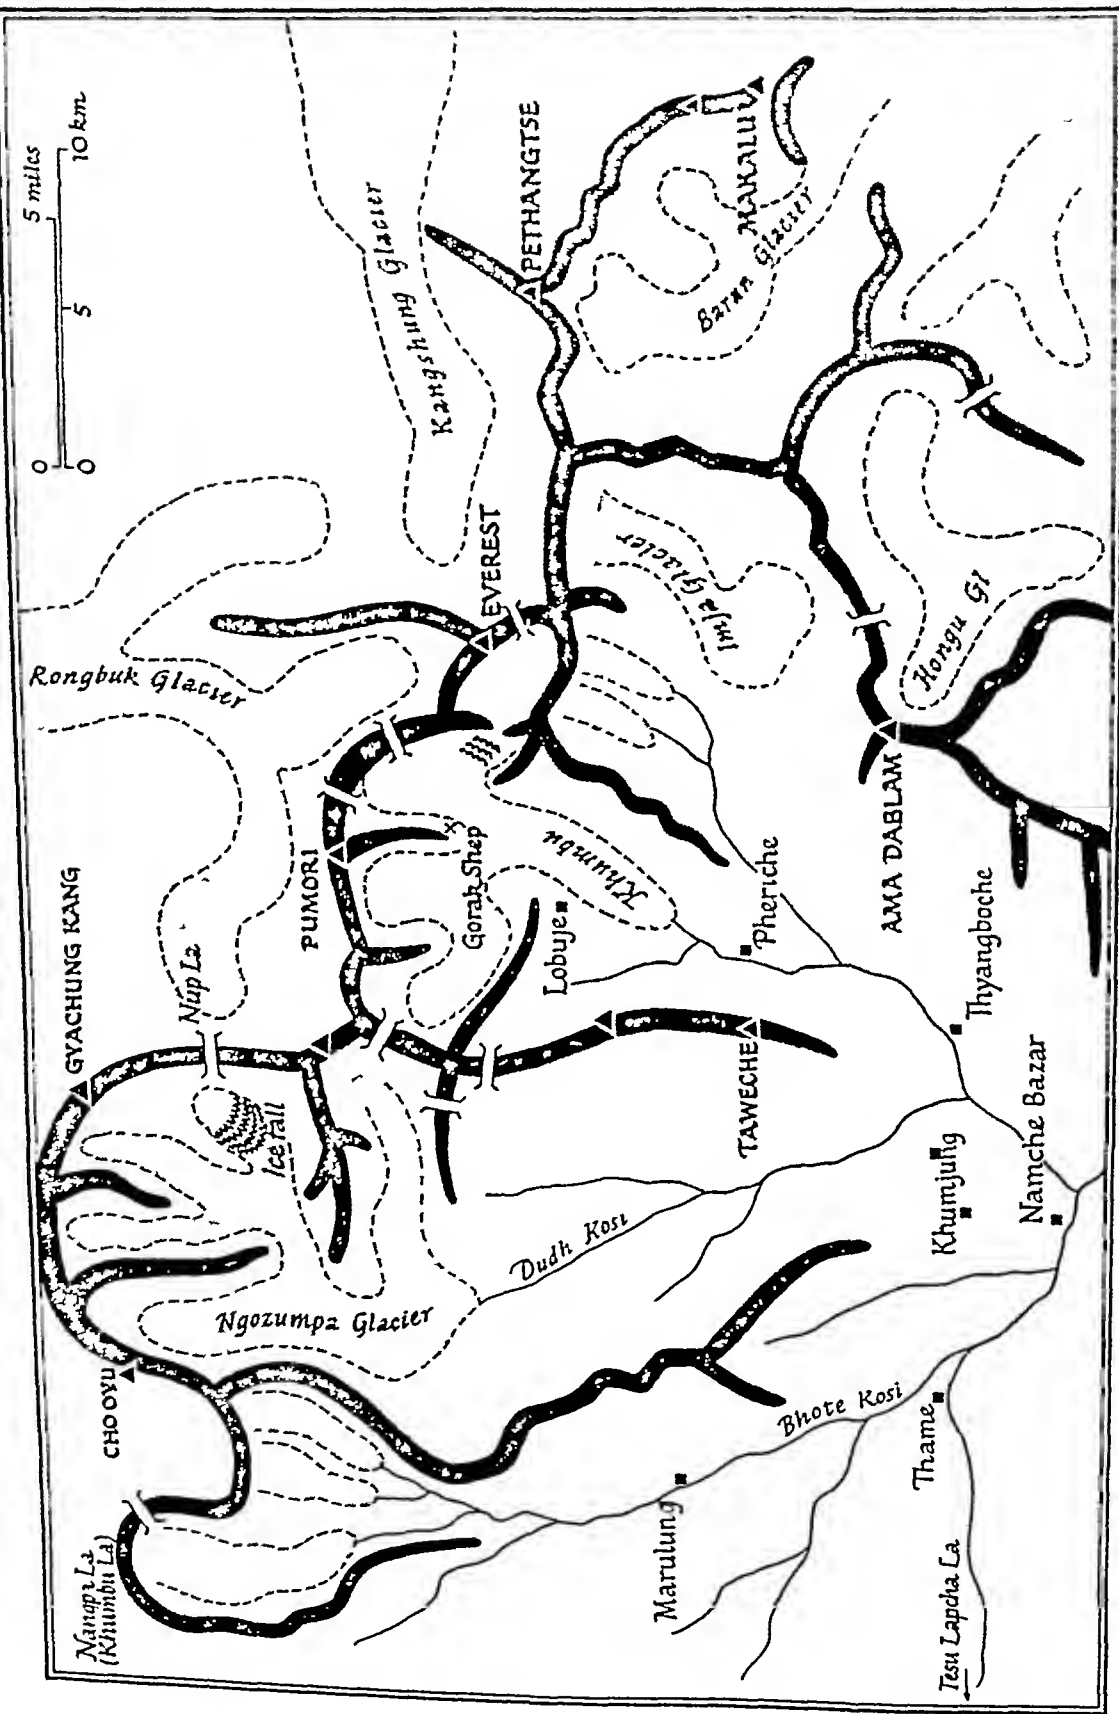 Nangpa La
(Khumbu La)
CHO OYU
GYACHUNG KANG
Nup La
Ice fall
Ngozumpa Glacier
PUMORI
Rongbuk Glacier
EVEREST
Kangshung Glacier
0 5 miles
0 5 10 km
PETHANGTSE
MAKALU
Barun Glacier
Imja Glacier
Hongu Gl
AMA DABLAM
Gorak Shep
Khumbu
Lobuje
Pheriche
TAWECHE
Thyangboche
Dudh Kosi
Khumjung
Namche Bazar
Bhote Kosi
Marulung
Thame
Tesu Lapcha La